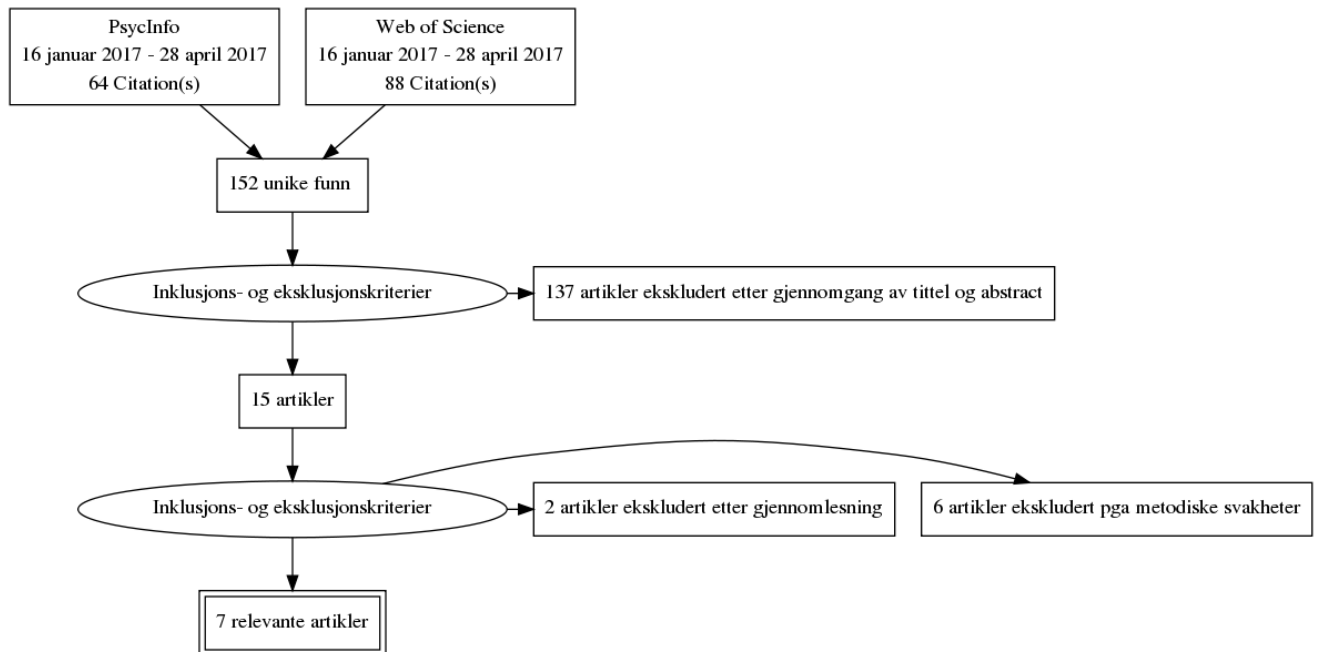 PsycInfo
16 januar 2017 - 28 april 2017
64 Citation(s)
Web of Science
16 januar 2017 - 28 april 2017
88 Citation(s)
152 unike funn
Inklusjons- og eksklusjonskriterier
137 artikler ekskludert etter gjennomgang av tittel og abstract
15 artikler
Inklusjons- og eksklusjonskriterier
2 artikler ekskludert etter gjennomlesning
6 artikler ekskludert pga metodiske svakheter
7 relevante artikler